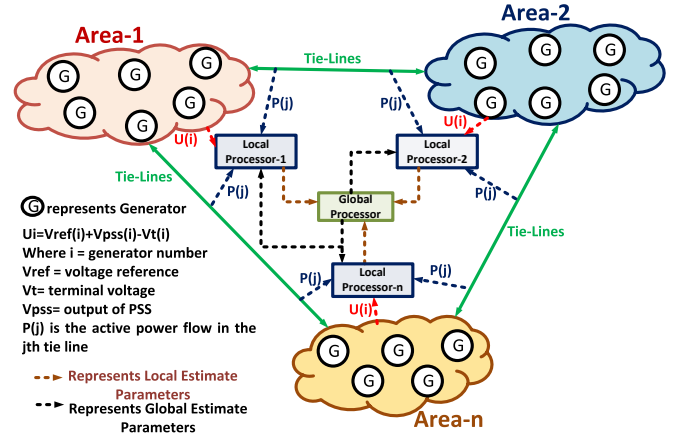 Area-1
Area-2
Tie-Lines
G
G
G
G
G
G
G
G
G
G
G
G
P(j)
P(j)
U(i)
U(i)
Local
Processor-1
Local
Processor-2
Tie-Lines
P(j)
P(j)
Global
Processor
G represents Generator
Tie-Lines
Ui=Vref(i)+Vpss(i)-Vt(i)
Where i = generator number
Vref = voltage reference
Vt= terminal voltage
Vpss= output of PSS
P(j) is the active power flow in the
jth tie line
Local
Processor-n
P(j)
P(j)
U(i)
G
G
G
G
G
Represents Local Estimate
Parameters
Represents Global Estimate
Parameters
Area-n